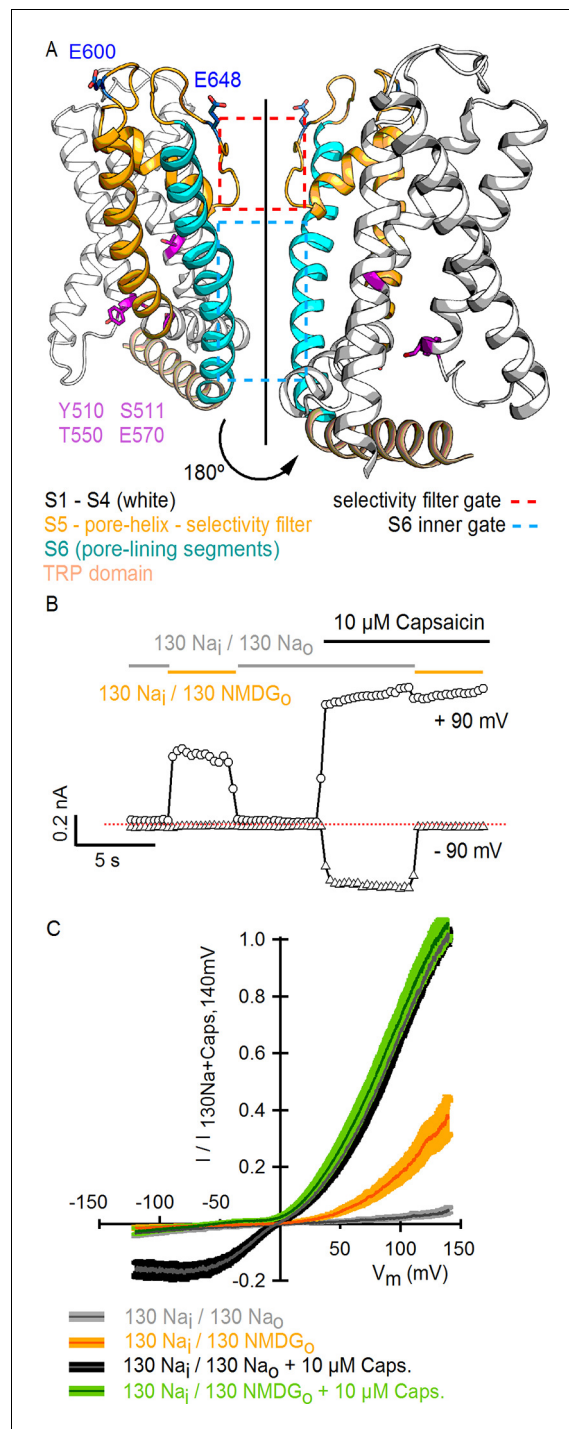 A
E600
E648
Y510 S511
T550 E570
180º
S1 - S4 (white)
S5 - pore-helix - selectivity filter
S6 (pore-lining segments)
TRP domain
selectivity filter gate
S6 inner gate
B
10 µM Capsaicin
130 Naᵢ / 130 Naₒ
130 Naᵢ / 130 NMDGₒ
+ 90 mV
0.2 nA
5 s
- 90 mV
C
I / I 130Na+Caps,140mV
1.0
0.8
0.6
0.4
0.2
-0.2
-150
-100
-50
50
100
150
Vm (mV)
130 Naᵢ / 130 Naₒ
130 Naᵢ / 130 NMDGₒ
130 Naᵢ / 130 Naₒ + 10 µM Caps.
130 Naᵢ / 130 NMDGₒ + 10 µM Caps.